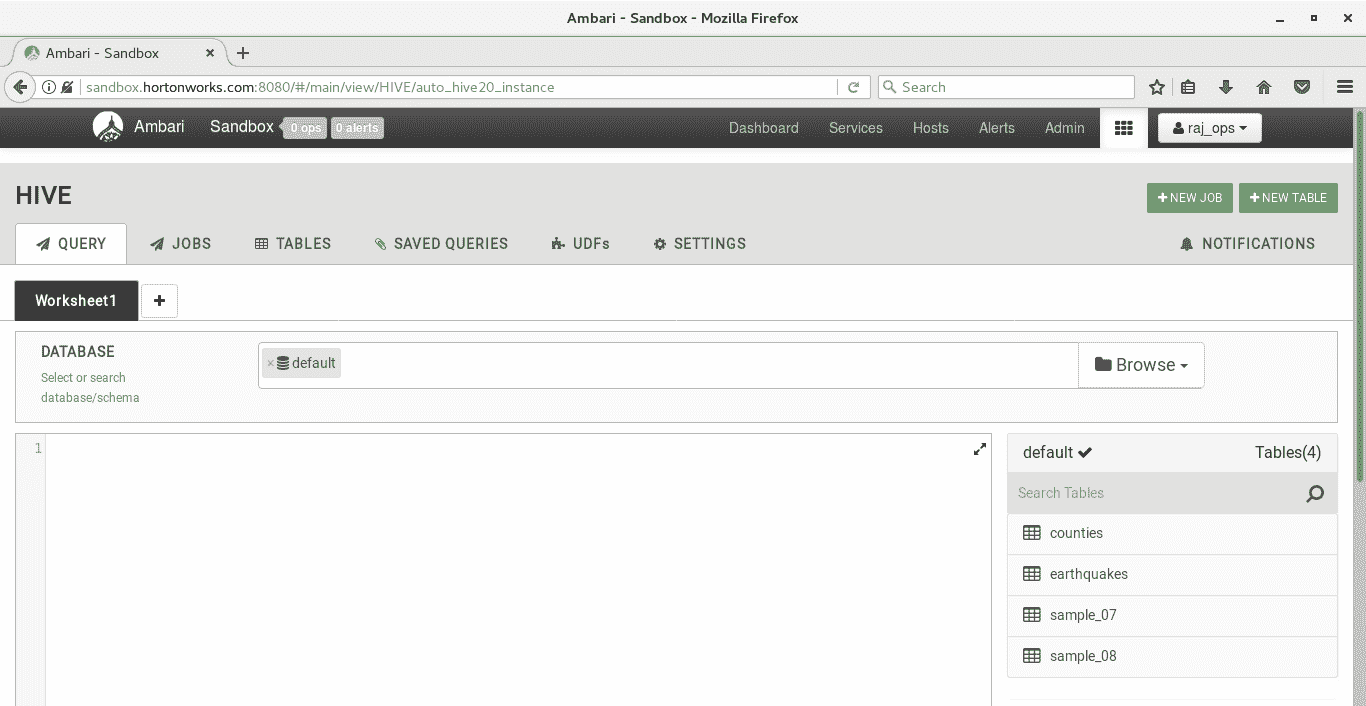 Ambari - Sandbox - Mozilla Firefox
Ambari - Sandbox
sandbox.hortonworks.com:8080/#/main/view/HIVE/auto_hive20_instance
Search
Ambari Sandbox 0 ops 0 alerts Dashboard Services Hosts Alerts Admin raj_ops
HIVE
NEW JOB NEW TABLE
QUERY JOBS TABLES SAVED QUERIES UDFs SETTINGS NOTIFICATIONS
Worksheet1 +
DATABASE
Select or search
database/schema
× default
Browse
1
default Tables(4)
Search Tables
counties
earthquakes
sample_07
sample_08